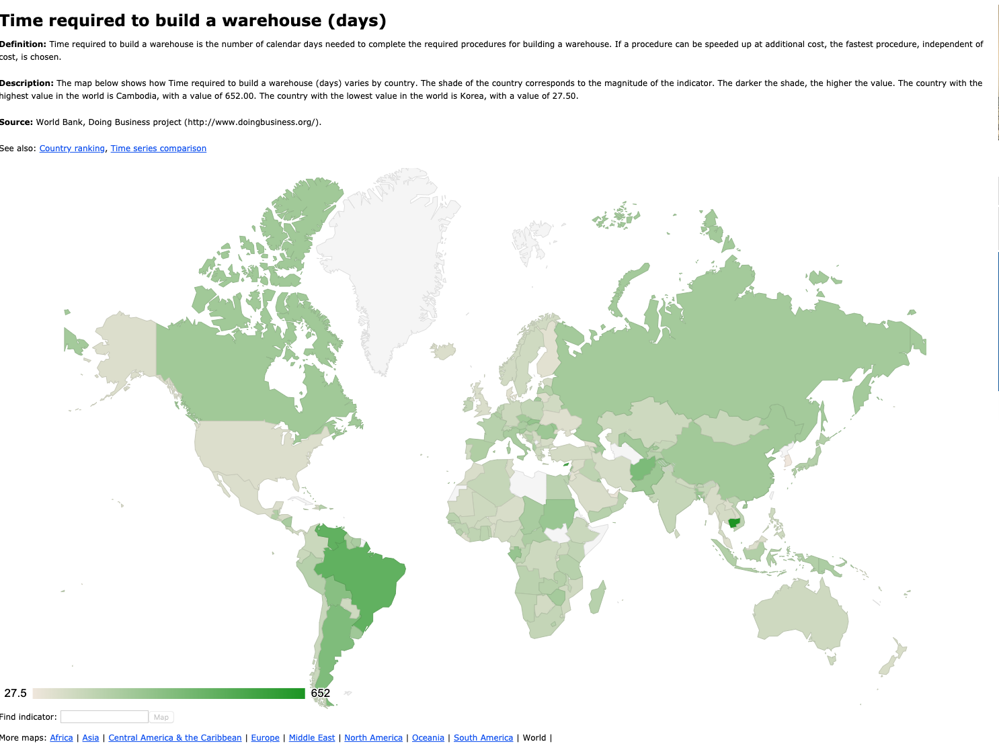 Time required to build a warehouse (days)
Definition: Time required to build a warehouse is the number of calendar days needed to complete the required procedures for building a warehouse. If a procedure can be speeded up at additional cost, the fastest procedure, independent of
cost, is chosen.
Description: The map below shows how Time required to build a warehouse (days) varies by country. The shade of the country corresponds to the magnitude of the indicator. The darker the shade, the higher the value. The country with the
highest value in the world is Cambodia, with a value of 652.00. The country with the lowest value in the world is Korea, with a value of 27.50.
Source: World Bank, Doing Business project (http://www.doingbusiness.org/).
See also: Country ranking, Time series comparison
27.5 652
Find indicator: Map
More maps: Africa | Asia | Central America & the Caribbean | Europe | Middle East | North America | Oceania | South America | World |